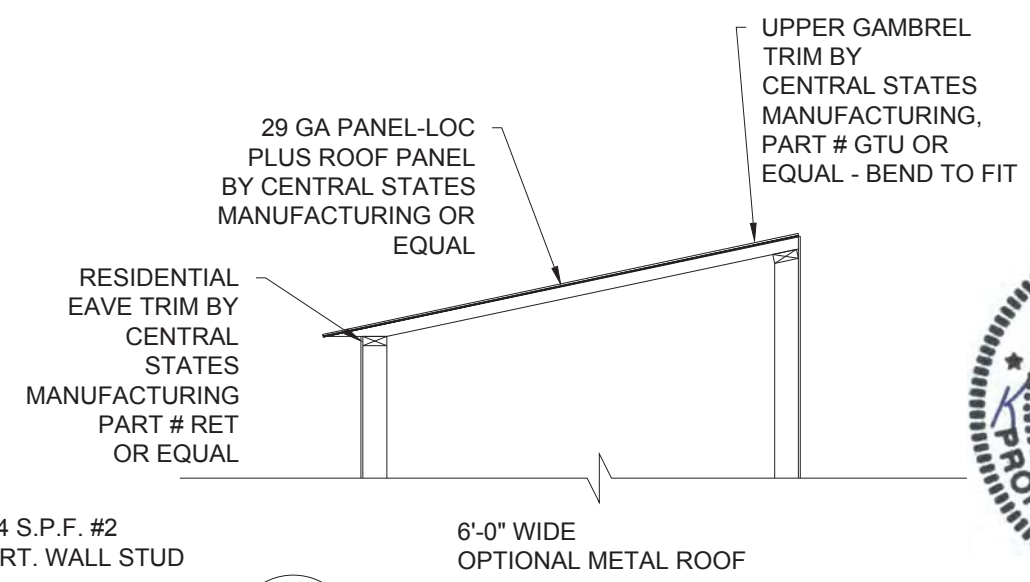 UPPER GAMBREL
TRIM BY
CENTRAL STATES
MANUFACTURING,
PART # GTU OR
EQUAL - BEND TO FIT
29 GA PANEL-LOC
PLUS ROOF PANEL
BY CENTRAL STATES
MANUFACTURING OR
EQUAL
RESIDENTIAL
EAVE TRIM BY
CENTRAL
STATES
MANUFACTURING
PART # RET
OR EQUAL
4 S.P.F. #2
RT. WALL STUD
6'-0" WIDE
OPTIONAL METAL ROOF